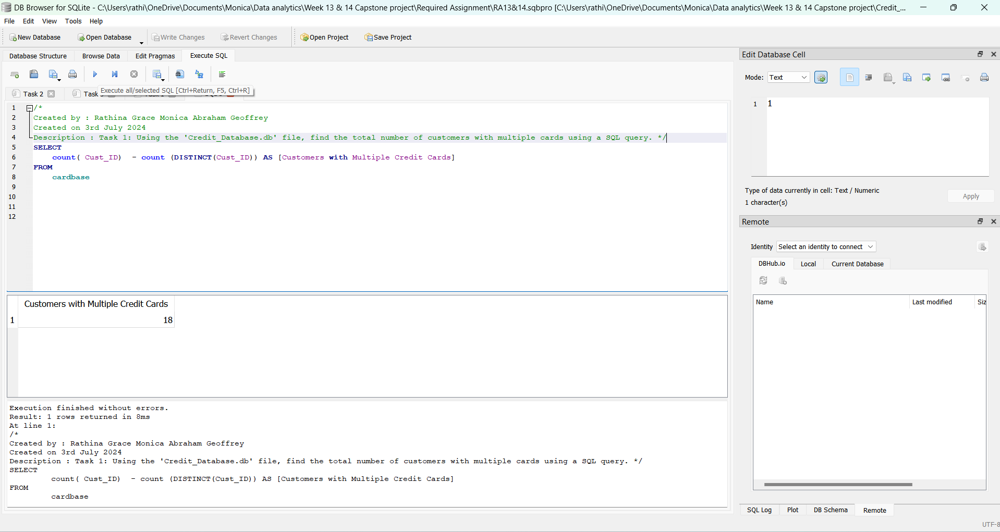 DB Browser for SQLite - C:\Users\rathi\OneDrive\Documents\Monica\Data analytics\Week 13 & 14 Capstone project\Required Assignment\RA13&14.sqbpro [C:\Users\rathi\OneDrive\Documents\Monica\Data analytics\Week 13 & 14 Capstone project\Credit_...
File Edit View Tools Help
New Database Open Database Write Changes Revert Changes Open Project Save Project
Database Structure Browse Data Edit Pragmas Execute SQL
Task 2 Task
Execute all/selected SQL [Ctrl+Return, F5, Ctrl+R]
1 /*
2 Created by : Rathina Grace Monica Abraham Geoffrey
3 Created on 3rd July 2024
4 Description : Task 1: Using the 'Credit_Database.db' file, find the total number of customers with multiple cards using a SQL query. */
5 SELECT
6 count( Cust_ID)  - count (DISTINCT(Cust_ID)) AS [Customers with Multiple Credit Cards]
7 FROM
8 cardbase
9
10
11
12
Customers with Multiple Credit Cards
1 18
Execution finished without errors.
Result: 1 rows returned in 8ms
At line 1:
/*
Created by : Rathina Grace Monica Abraham Geoffrey
Created on 3rd July 2024
Description : Task 1: Using the 'Credit_Database.db' file, find the total number of customers with multiple cards using a SQL query. */
SELECT
count( Cust_ID)  - count (DISTINCT(Cust_ID)) AS [Customers with Multiple Credit Cards]
FROM
cardbase
Edit Database Cell
Mode: Text
1 1
Type of data currently in cell: Text / Numeric
1 character(s)
Apply
Remote
Identity Select an identity to connect
DBHub.io Local Current Database
Name Last modified Siz
SQL Log Plot DB Schema Remote
UTF-8